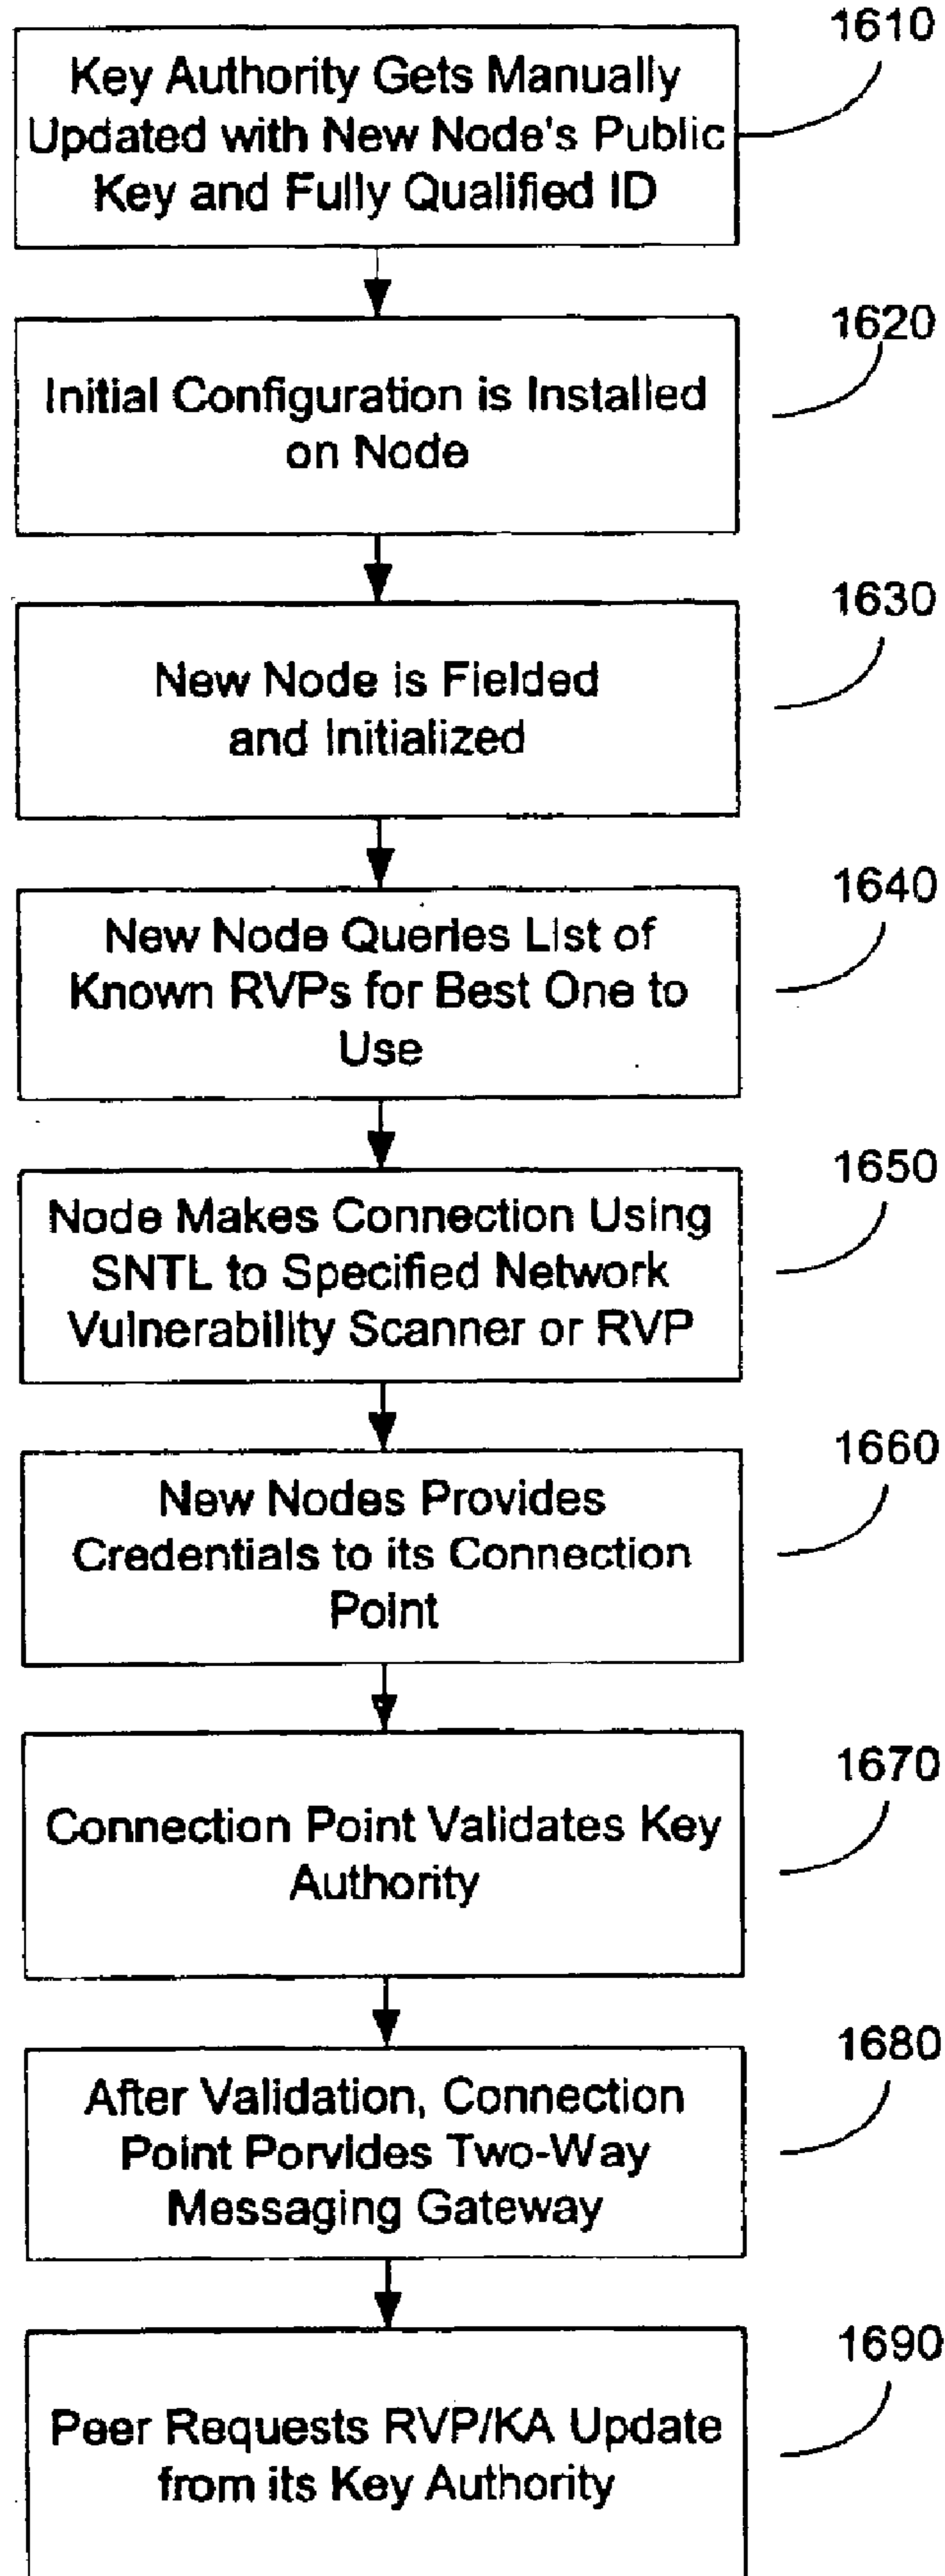 1610
Key Authority Gets Manually
Updated with New Node's Public
Key and Fully Qualified ID
1620
Initial Configuration is Installed
on Node
1630
New Node is Fielded
and Initialized
1640
New Node Queries List of
Known RVPs for Best One to
Use
1650
Node Makes Connection Using
SNTL to Specified Network
Vulnerability Scanner or RVP
1660
New Nodes Provides
Credentials to its Connection
Point
1670
Connection Point Validates Key
Authority
1680
After Validation, Connection
Point Porvides Two-Way
Messaging Gateway
1690
Peer Requests RVP/KA Update
from its Key Authority